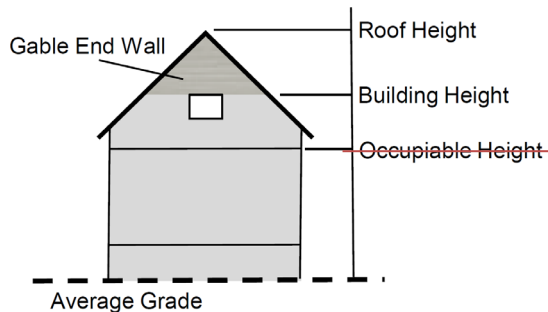 Roof Height
Gable End Wall
Building Height
Occupiable Height
Average Grade